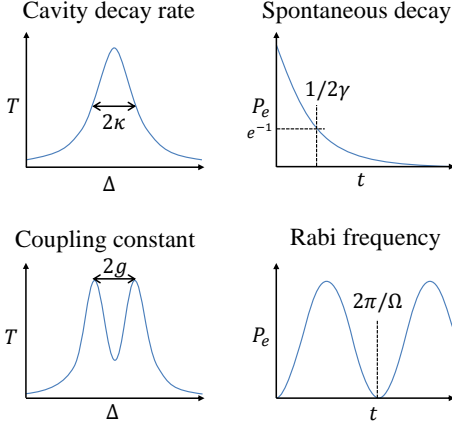 Cavity decay rate
T
2κ
Δ
Spontaneous decay
1/2γ
P_e
e^{-1}
t
Coupling constant
2g
T
Δ
Rabi frequency
2π/Ω
P_e
t